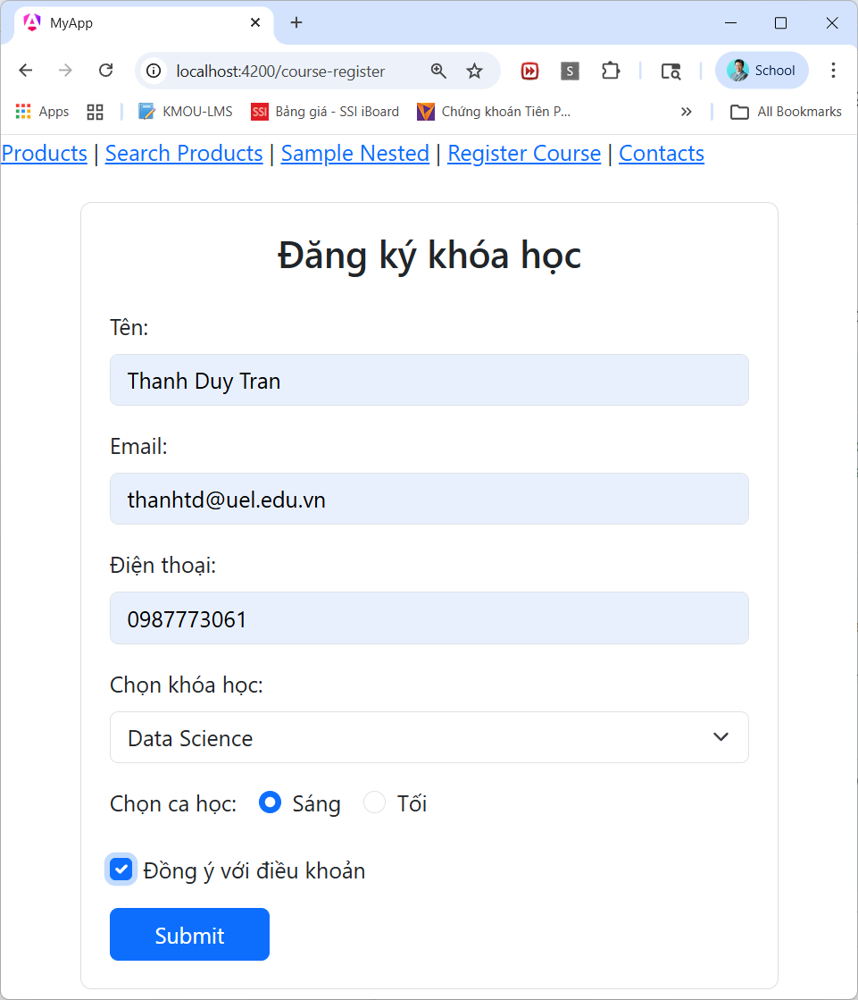 MyApp
localhost:4200/course-register
S
School
Apps
KMOU-LMS
SSI
Bảng giá - SSI iBoard
Chứng khoán Tiên P...
All Bookmarks
Products | Search Products | Sample Nested | Register Course | Contacts
Đăng ký khóa học
Tên:
Thanh Duy Tran
Email:
thanhtd@uel.edu.vn
Điện thoại:
0987773061
Chọn khóa học:
Data Science
Chọn ca học: Sáng Tối
Đồng ý với điều khoản
Submit